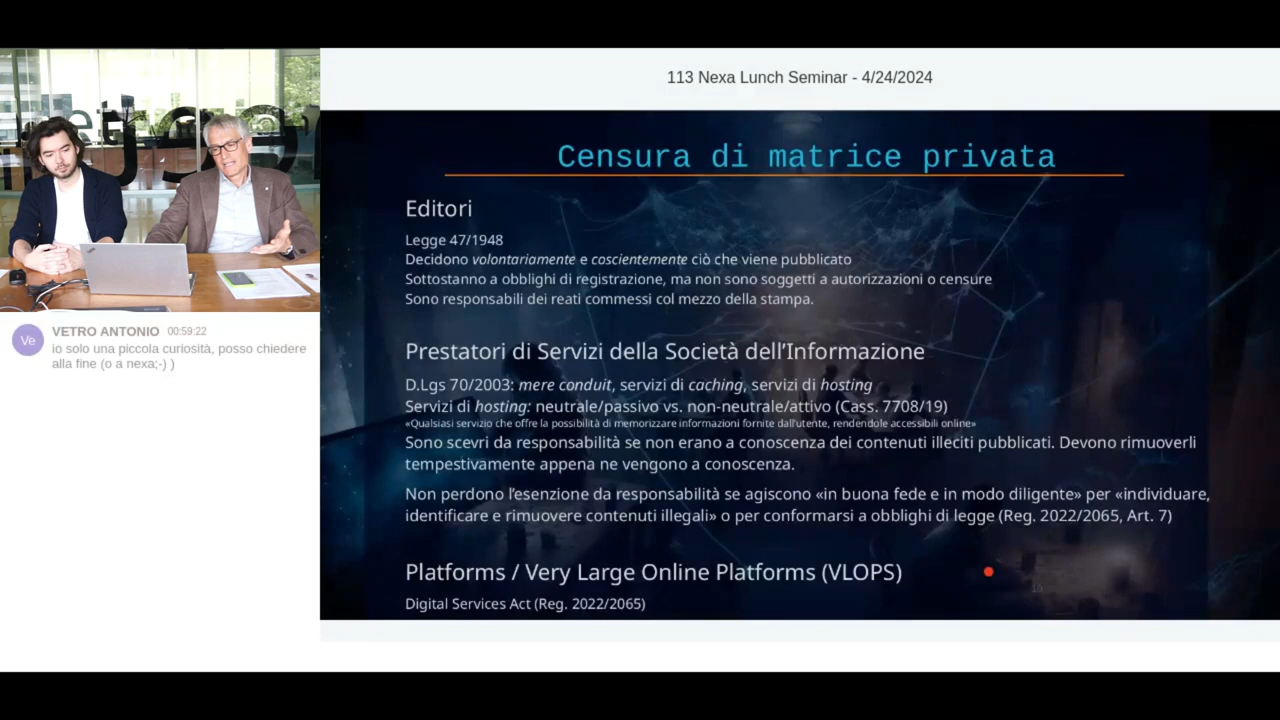 113 Nexa Lunch Seminar - 4/24/2024
Censura di matrice privata
Editori
Legge 47/1948
Decidono volontariamente e coscientemente ciò che viene pubblicato
Sottostanno a obblighi di registrazione, ma non sono soggetti a autorizzazioni o censure
Sono responsabili dei reati commessi col mezzo della stampa.
Prestatori di Servizi della Società dell'Informazione
D.Lgs 70/2003: mere conduit, servizi di caching, servizi di hosting
Servizi di hosting: neutrale/passivo vs. non-neutrale/attivo (Cass. 7708/19)
«Qualsiasi servizio che offre la possibilità di memorizzare informazioni fornite dall'utente, rendendole accessibili online»
Sono scevri da responsabilità se non erano a conoscenza dei contenuti illeciti pubblicati. Devono rimuoverli
tempestivamente appena ne vengono a conoscenza.
Non perdono l'esenzione da responsabilità se agiscono «in buona fede e in modo diligente» per «individuare,
identificare e rimuovere contenuti illegali» o per conformarsi a obblighi di legge (Reg. 2022/2065, Art. 7)
Platforms / Very Large Online Platforms (VLOPS)
Digital Services Act (Reg. 2022/2065)
Ve
VETRO ANTONIO 00:59:22
io solo una piccola curiosità, posso chiedere
alla fine (o a nexa;-) )